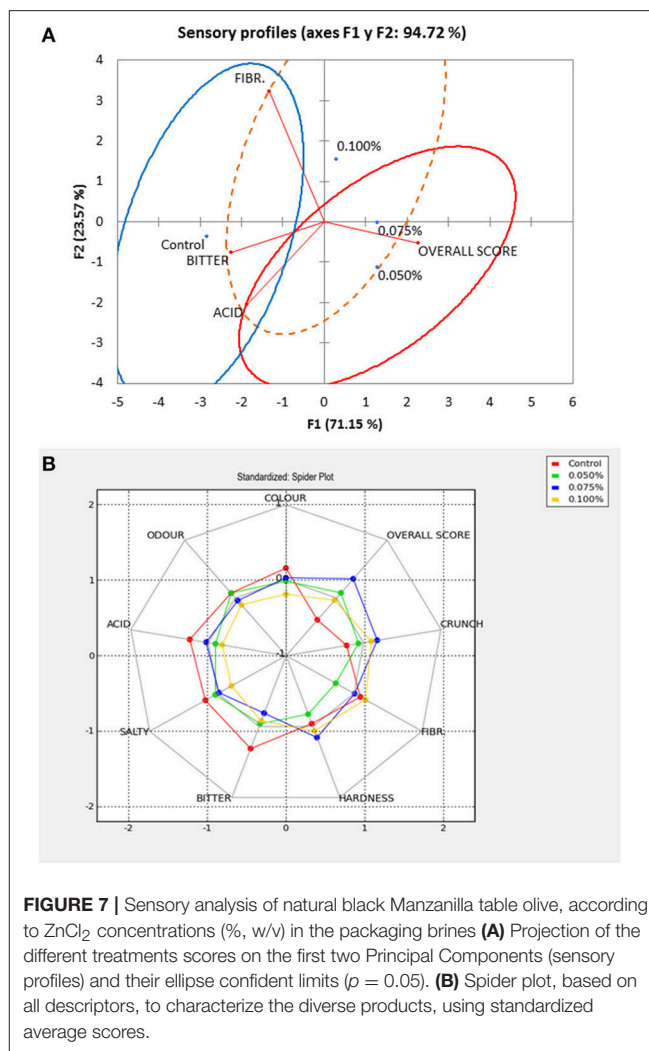 A
Sensory profiles (axes F1 y F2: 94.72 %)
4
3
2
1
0
-1
-2
-3
-4
F2 (23.57 %)
FIBR.
0.100%
0.075%
OVERALL SCORE
0.050%
Control
BITTER
ACID
-5 -4 -3 -2 -1 0 1 2 3 4 5 6
F1 (71.15 %)
B
Standardized: Spider Plot
Control
0.050%
0.075%
0.100%
COLOUR
1
ODOUR
OVERALL SCORE
0
ACID
CRUNCH
-1
SALTY
FIBR.
BITTER
HARDNESS
2
1
0
-1
-2
-2 -1 0 1 2
FIGURE 7 | Sensory analysis of natural black Manzanilla table olive, according
to ZnCl2 concentrations (%, w/v) in the packaging brines (A) Projection of the
different treatments scores on the first two Principal Components (sensory
profiles) and their ellipse confident limits (p = 0.05). (B) Spider plot, based on
all descriptors, to characterize the diverse products, using standardized
average scores.